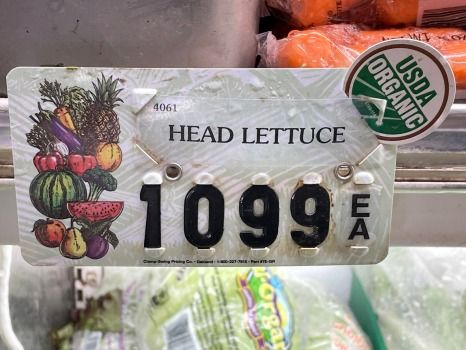 4061
HEAD LETTUCE
1099
EA
USDA
ORGANIC